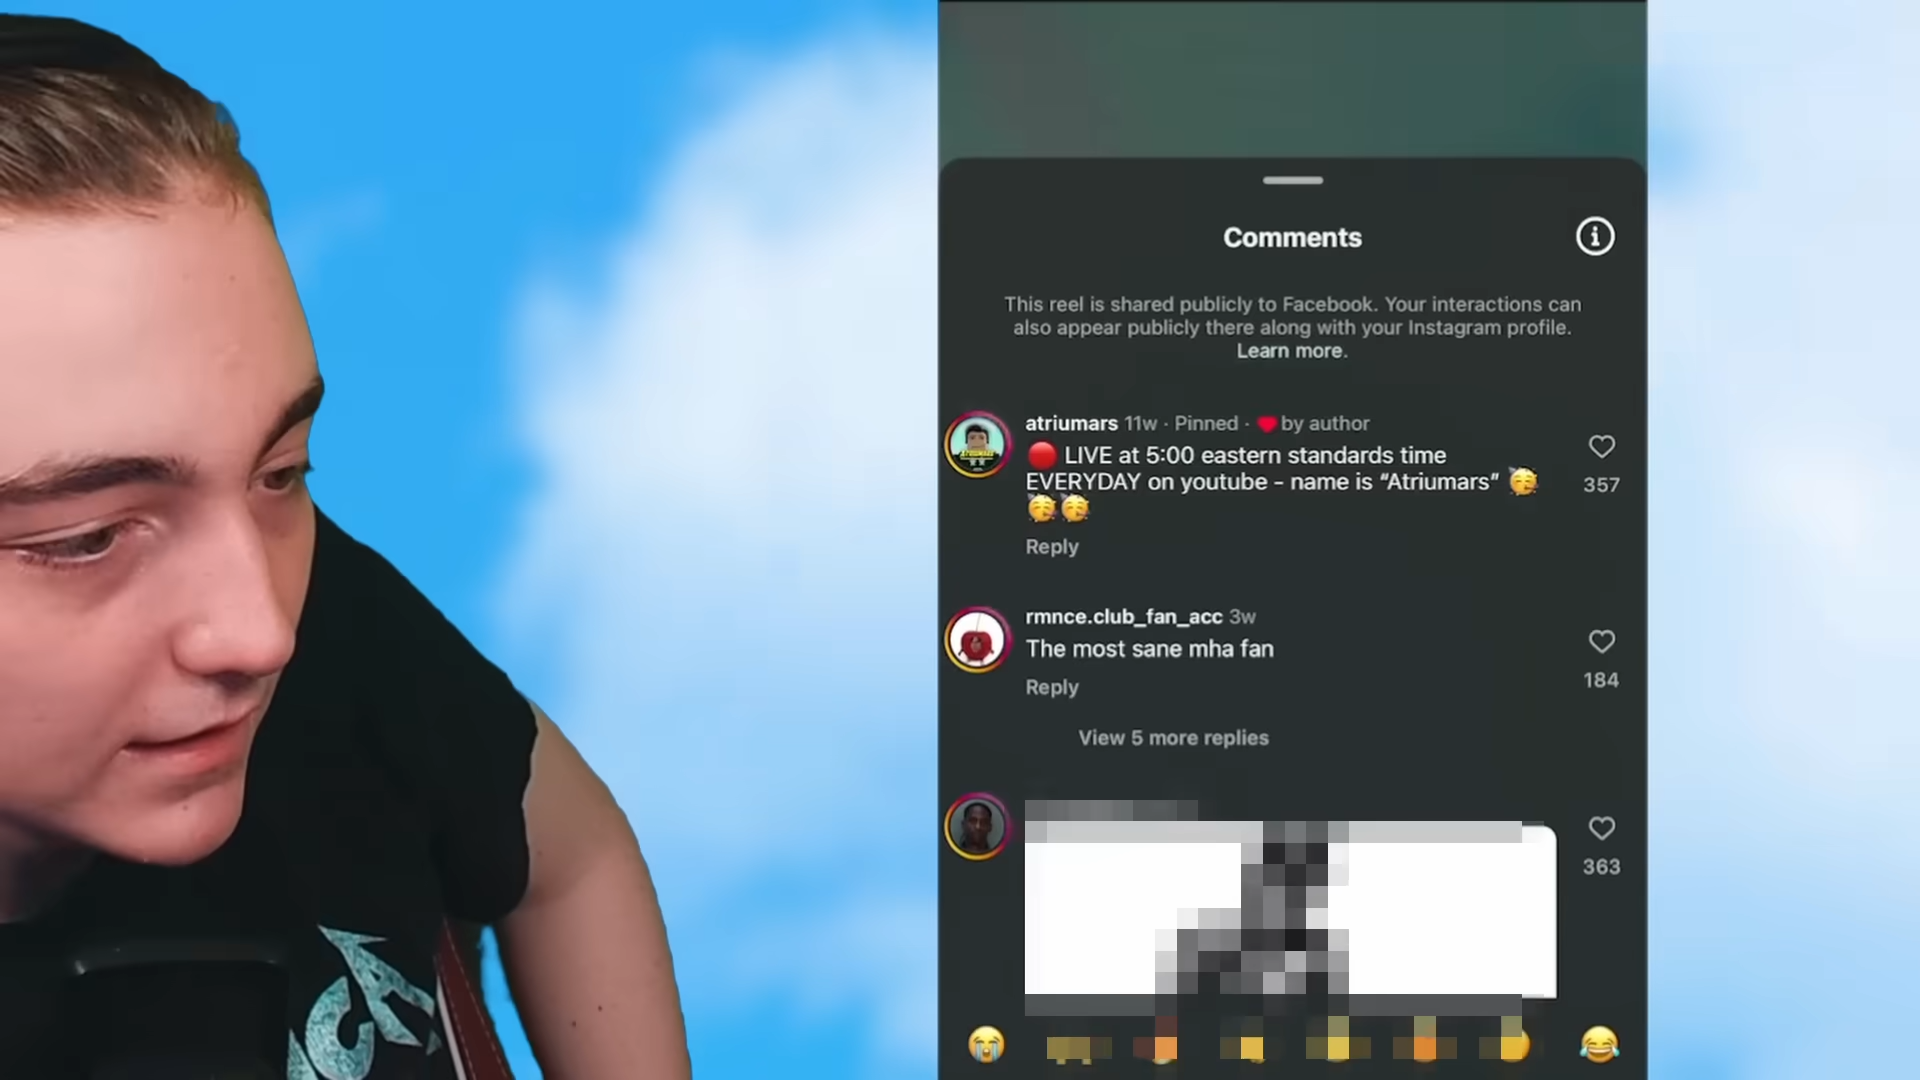 Comments
This reel is shared publicly to Facebook. Your interactions can
also appear publicly there along with your Instagram profile.
Learn more.
atriumars 11w · Pinned · ❤️ by author
🔴 LIVE at 5:00 eastern standards time
EVERYDAY on youtube - name is “Atriumars” 🥳
🥳🥳
357
Reply
rmnce.club_fan_acc 3w
The most sane mha fan
184
Reply
View 5 more replies
363